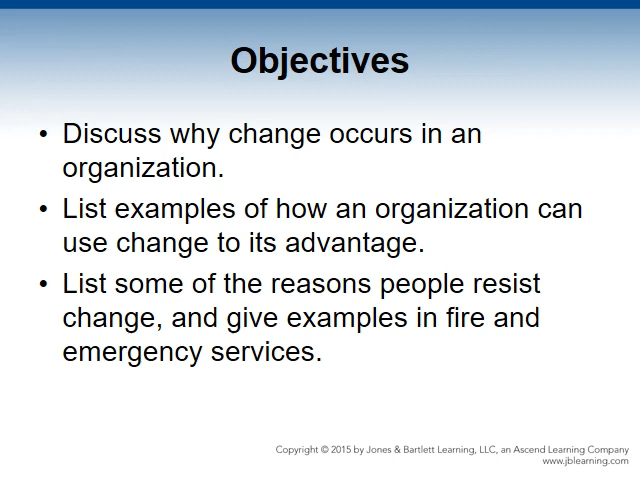 Objectives
• Discuss why change occurs in an
organization.
• List examples of how an organization can
use change to its advantage.
• List some of the reasons people resist
change, and give examples in fire and
emergency services.
Copyright © 2015 by Jones & Bartlett Learning, LLC, an Ascend Learning Company
www.jblearning.com